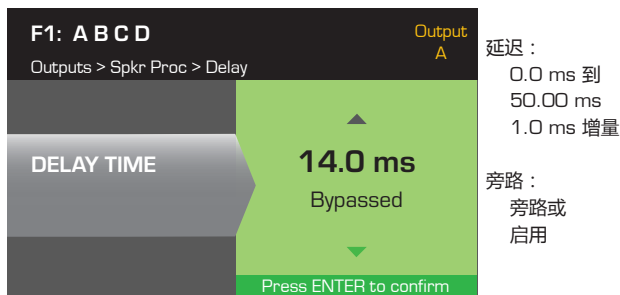 F1: A B C D
Output
A
Outputs > Spkr Proc > Delay
DELAY TIME
14.0 ms
Bypassed
Press ENTER to confirm
延迟：
0.0 ms 到
50.00 ms
1.0 ms 增量
旁路：
旁路或
启用